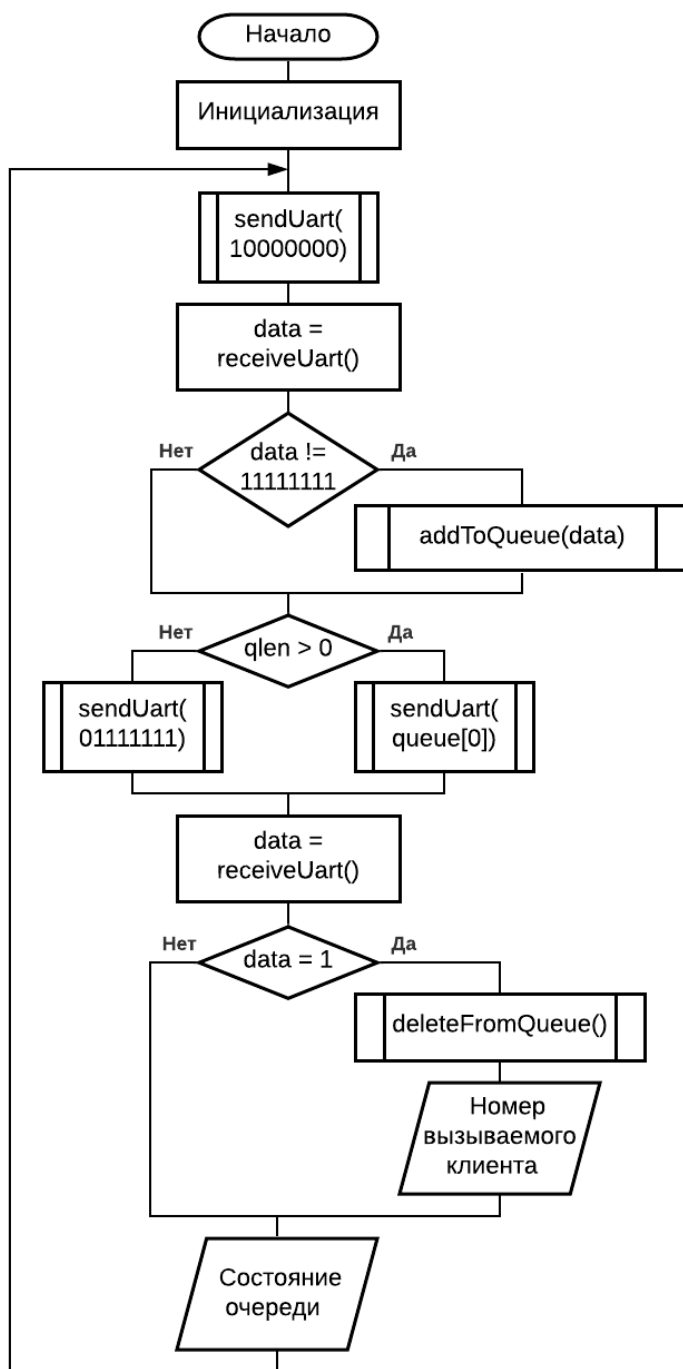 Начало
Инициализация
sendUart(
10000000)
data =
receiveUart()
Нет
data !=
11111111
Да
addToQueue(data)
Нет
qlen > 0
Да
sendUart(
01111111)
sendUart(
queue[0])
data =
receiveUart()
Нет
data = 1
Да
deleteFromQueue()
Номер
вызываемого
клиента
Состояние
очереди